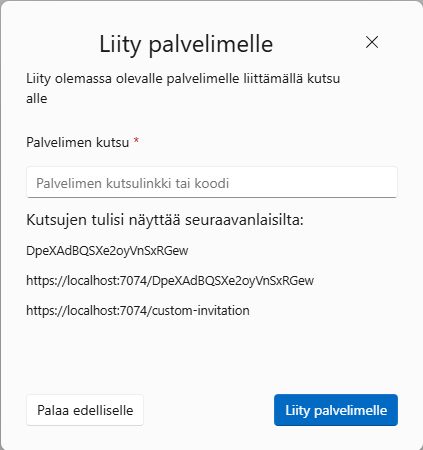 Liity palvelimelle
Liity olemassa olevalle palvelimelle liittämällä kutsu
alle
Palvelimen kutsu *
Palvelimen kutsulinkki tai koodi
Kutsujen tulisi näyttää seuraavanlaisilta:
DpeXAdBQSXe2oyVnSxRGew
https://localhost:7074/DpeXAdBQSXe2oyVnSxRGew
https://localhost:7074/custom-invitation
Palaa edelliselle
Liity palvelimelle